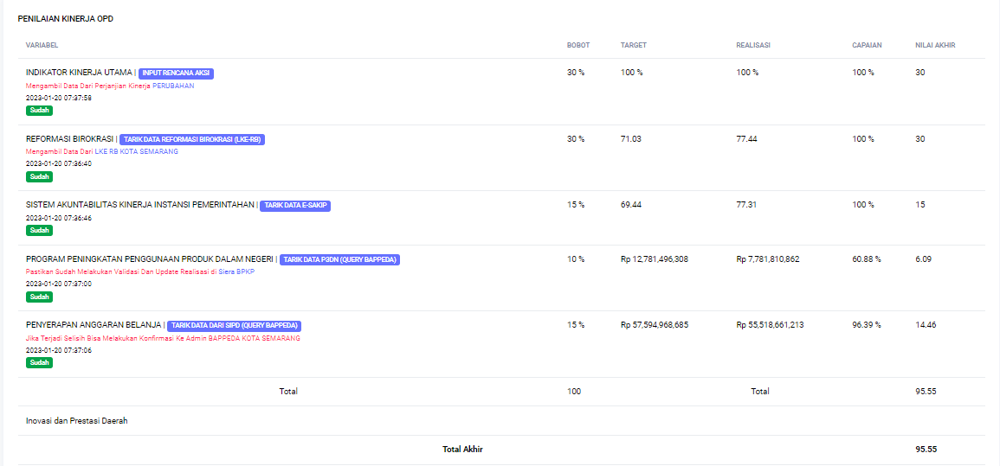 PENILAIAN KINERJA OPD
VARIABEL BOBOT TARGET REALISASI CAPAIAN NILAI AKHIR
INDIKATOR KINERJA UTAMA | INPUT RENCANA AKSI 30 % 100 % 100 % 100 % 30
Mengambil Data Dari Perjanjian Kinerja PERUBAHAN
2023-01-20 07:37:58
Sudah
REFORMASI BIROKRASI | TARIK DATA REFORMASI BIROKRASI (LKE-RB) 30 % 71.03 77.44 100 % 30
Mengambil Data Dari LKE RB KOTA SEMARANG
2023-01-20 07:36:40
Sudah
SISTEM AKUNTABILITAS KINERJA INSTANSI PEMERINTAHAN | TARIK DATA E-SAKIP 15 % 69.44 77.31 100 % 15
2023-01-20 07:36:46
Sudah
PROGRAM PENINGKATAN PENGGUNAAN PRODUK DALAM NEGERI | TARIK DATA P3DN (QUERY BAPPEDA) 10 % Rp 12,781,496,308 Rp 7,781,810,862 60.88 % 6.09
Pastikan Sudah Melakukan Validasi Dan Update Realisasi di Siera BPKP
2023-01-20 07:37:00
Sudah
PENYERAPAN ANGGARAN BELANJA | TARIK DATA DARI SIPD (QUERY BAPPEDA) 15 % Rp 57,594,968,685 Rp 55,518,661,213 96.39 % 14.46
Jika Terjadi Selisih Bisa Melakukan Konfirmasi Ke Admin BAPPEDA KOTA SEMARANG
2023-01-20 07:37:06
Sudah
Total 100 Total 95.55
Inovasi dan Prestasi Daerah
Total Akhir 95.55